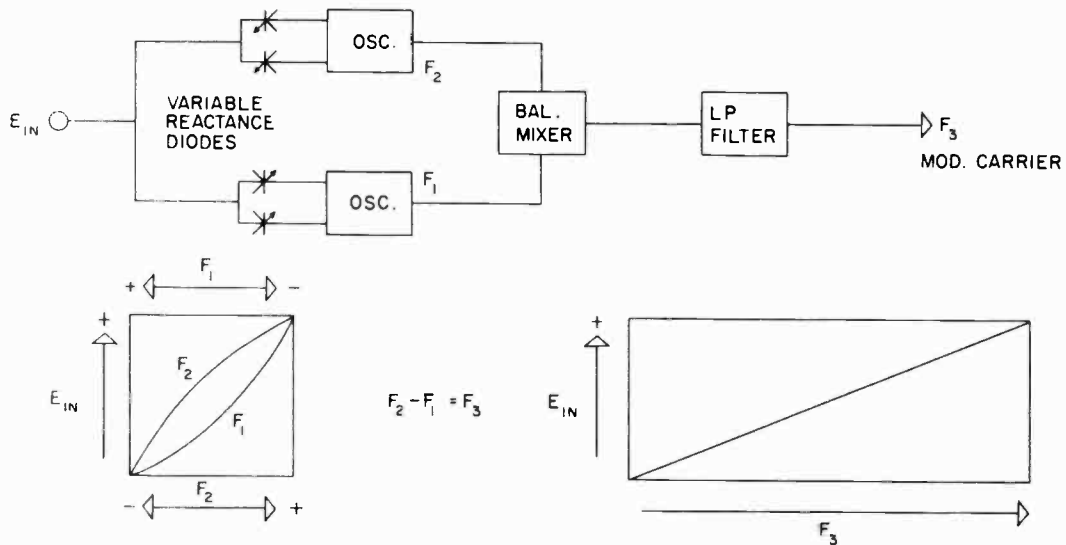 OSC.
F2
E IN
VARIABLE
REACTANCE
DIODES
BAL.
MIXER
LP
FILTER
F3
MOD. CARRIER
F1
OSC.
F1
+ -
+
F2
F1
E IN
F2 - F1 = F3
- +
F2
+
E IN
F3